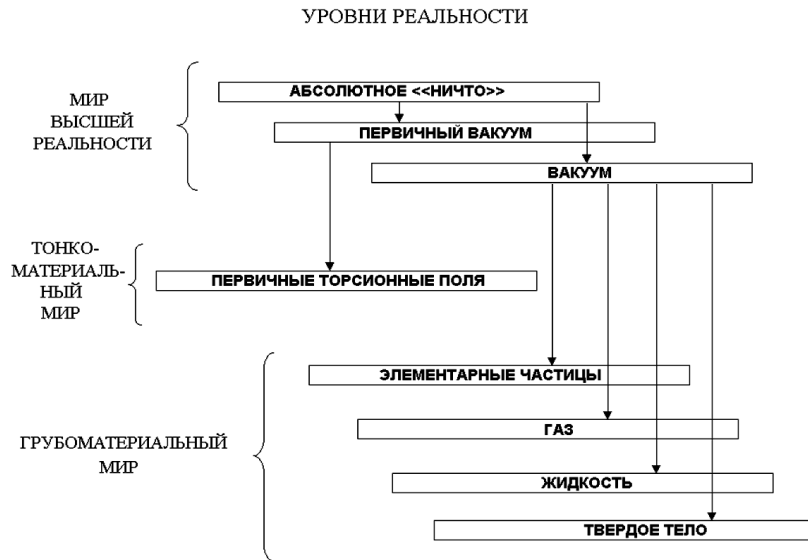 УРОВНИ РЕАЛЬНОСТИ
МИР
ВЫСШЕЙ
РЕАЛЬНОСТИ
АБСОЛЮТНОЕ <<НИЧТО>>
ПЕРВИЧНЫЙ ВАКУУМ
ВАКУУМ
ТОНКО-
МАТЕРИАЛЬ-
НЫЙ
МИР
ПЕРВИЧНЫЕ ТОРСИОННЫЕ ПОЛЯ
ГРУБОМАТЕРИАЛЬНЫЙ
МИР
ЭЛЕМЕНТАРНЫЕ ЧАСТИЦЫ
ГАЗ
ЖИДКОСТЬ
ТВЕРДОЕ ТЕЛО